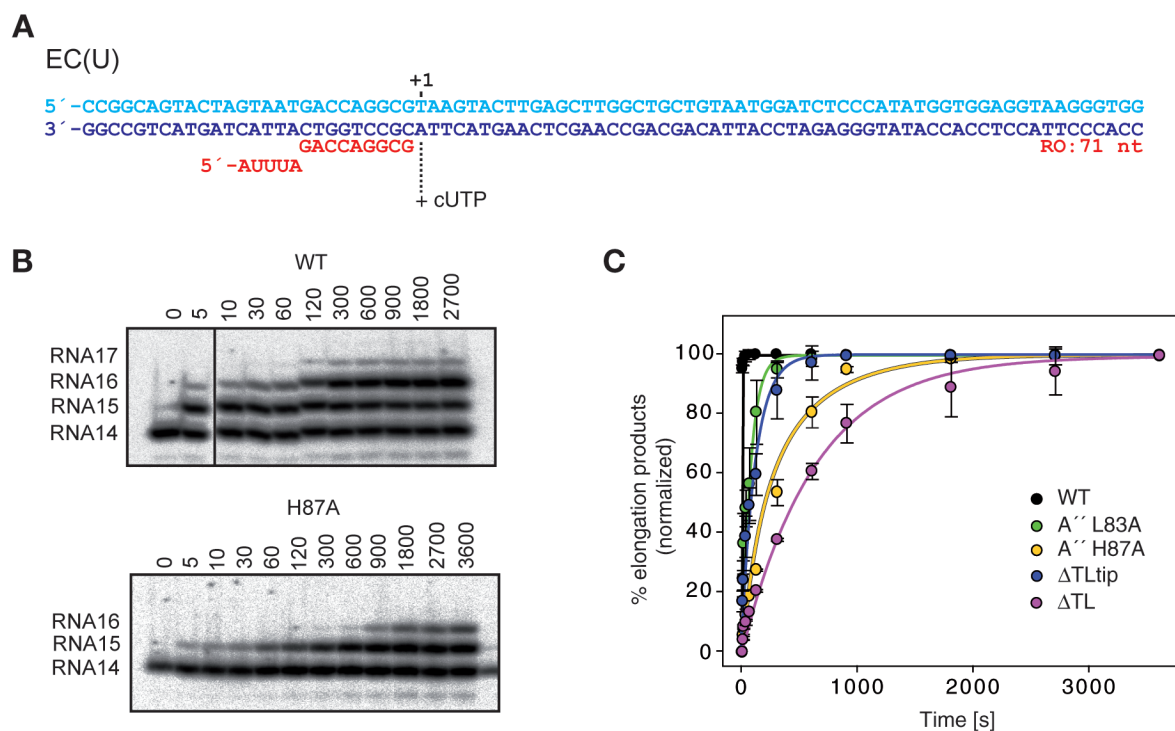 A
EC(U)
+1
5´-CCGGCAGTACTAGTAATGACCAGGCGTAAGTACTTGAGCTTGGCTGCTGTAATGGATCTCCCATATGGTGGAGGTAAGGGTGG
3´-GGCCGTCATGATCATTACTGGTCCGCATTCATGAACTCGAACCGACGACATTACCTAGAGGGTATACCACCTCCATTCCCACC
GACCAGGCG RO:71 nt
5´-AUUUA
+ cUTP
B
WT
0 5 10 30 60 120 300 600 900 1800 2700
RNA17
RNA16
RNA15
RNA14
H87A
0 5 10 30 60 120 300 600 900 1800 2700 3600
RNA16
RNA15
RNA14
C
% elongation products
(normalized)
100
80
60
40
20
0
WT
A´´ L83A
A´´ H87A
ΔTLtip
ΔTL
0 1000 2000 3000
Time [s]